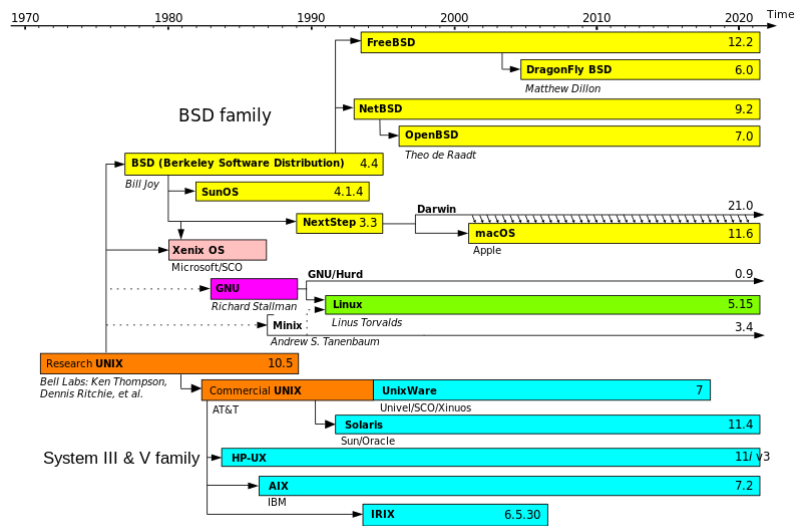 1970 1980 1990 2000 2010 2020 Time
FreeBSD 12.2
DragonFly BSD 6.0
Matthew Dillon
BSD family
NetBSD 9.2
OpenBSD 7.0
Theo de Raadt
BSD (Berkeley Software Distribution) 4.4
Bill Joy
SunOS 4.1.4
Darwin 21.0
NextStep 3.3
macOS 11.6
Apple
Xenix OS
Microsoft/SCO
GNU/Hurd 0.9
GNU
Richard Stallman
Linux 5.15
Linus Torvalds
Minix 3.4
Andrew S. Tanenbaum
Research UNIX 10.5
Bell Labs: Ken Thompson,
Dennis Ritchie, et al.
Commercial UNIX
UnixWare 7
AT&T
Univel/SCO/Xinuos
Solaris 11.4
Sun/Oracle
System III & V family
HP-UX 11i v3
AIX 7.2
IBM
IRIX 6.5.30